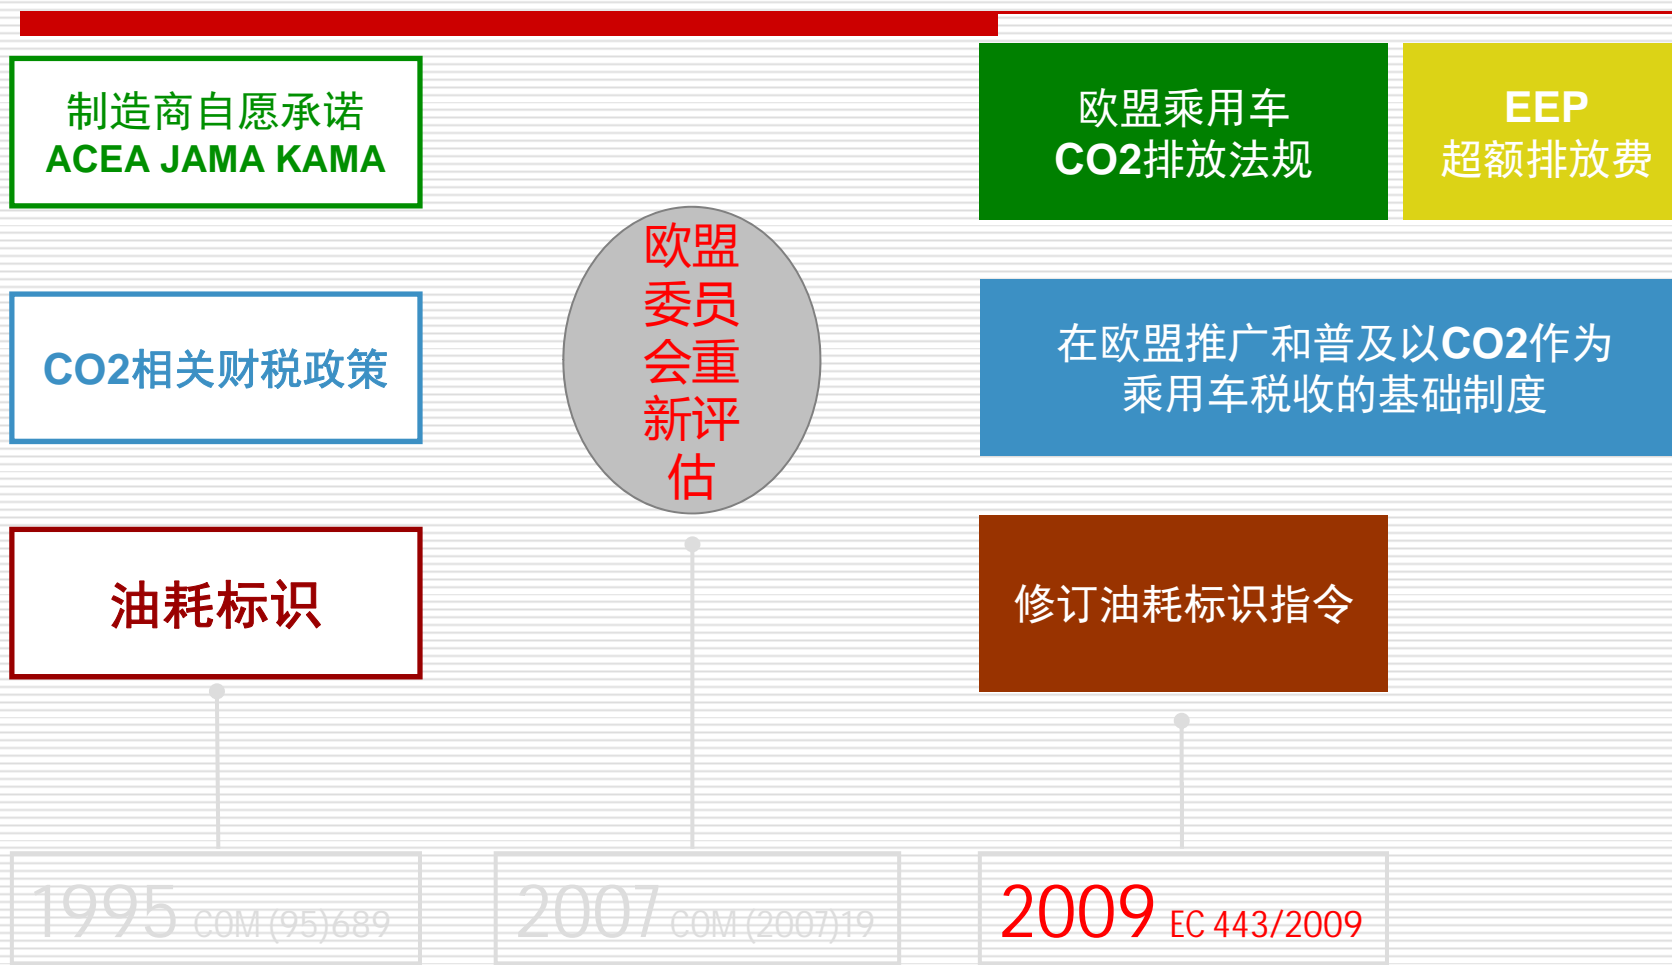 制造商自愿承诺
ACEA JAMA KAMA
CO2相关财税政策
油耗标识
欧盟
委员
会重
新评
估
欧盟乘用车
CO2排放法规
EEP
超额排放费
在欧盟推广和普及以CO2作为
乘用车税收的基础制度
修订油耗标识指令
1995 COM (95)689
2007 COM (2007)19
2009 EC 443/2009